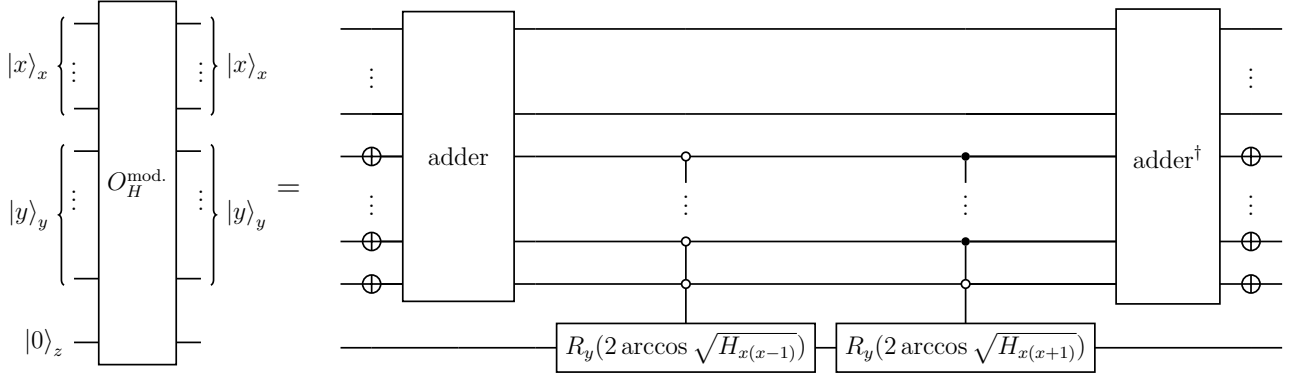 |x⟩_x
⋮
⋮
|x⟩_x
O_H^{mod.}
|y⟩_y
⋮
⋮
|y⟩_y
|0⟩_z
=
⋮
⋮
adder
⋮
⋮
R_y(2 arccos √H_{x(x−1)})
R_y(2 arccos √H_{x(x+1)})
adder^†
⋮
⋮